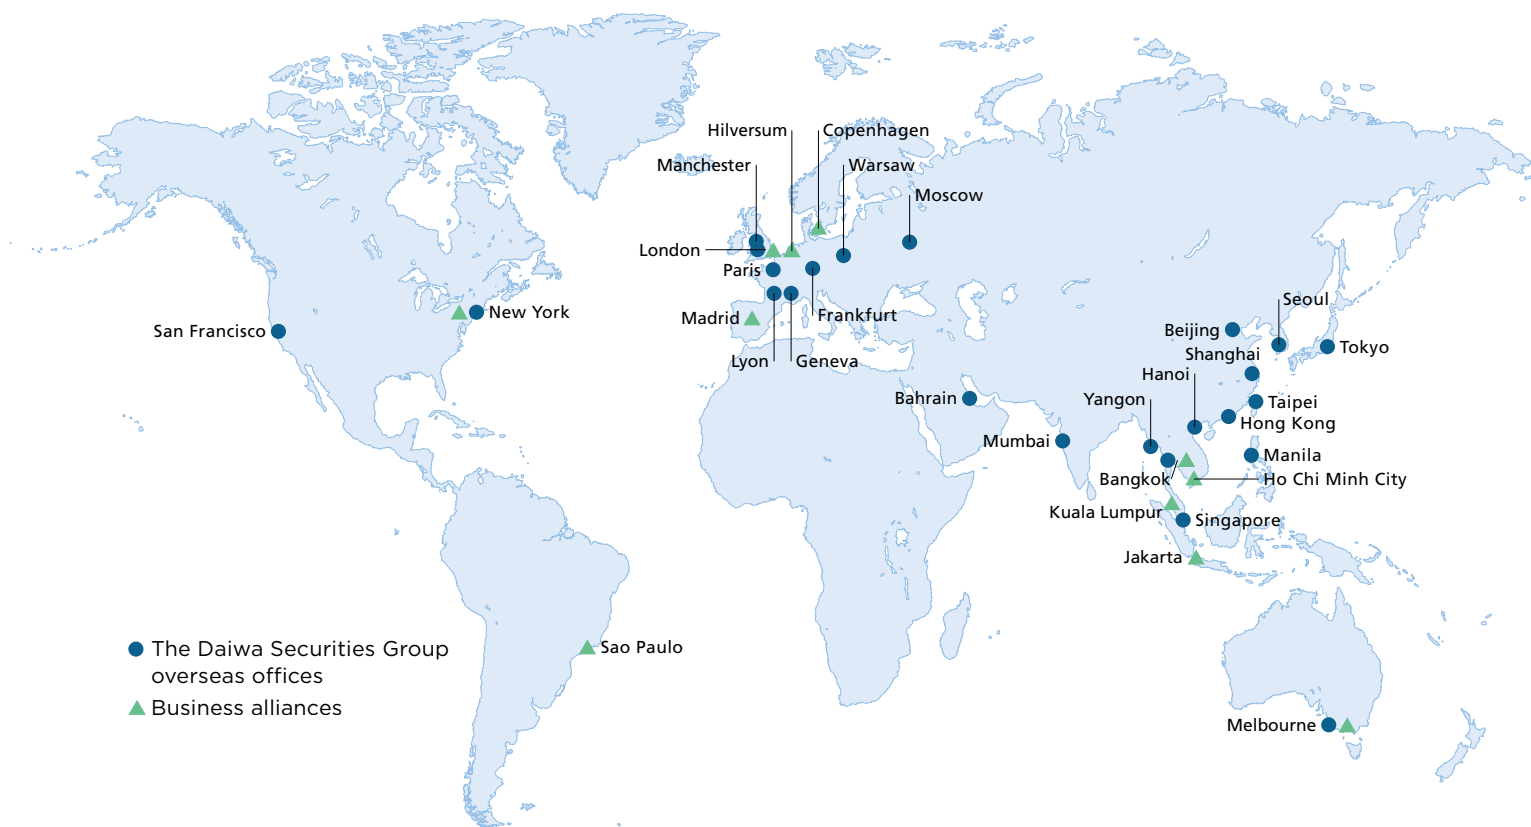 Hilversum
Copenhagen
Manchester
Warsaw
Moscow
London
Paris
Seoul
New York
Madrid
Frankfurt
San Francisco
Beijing
Tokyo
Shanghai
Lyon
Geneva
Hanoi
Bahrain
Yangon
Taipei
Hong Kong
Mumbai
Manila
Bangkok
Ho Chi Minh City
Kuala Lumpur
Singapore
Jakarta
Sao Paulo
The Daiwa Securities Group
overseas offices
Business alliances
Melbourne